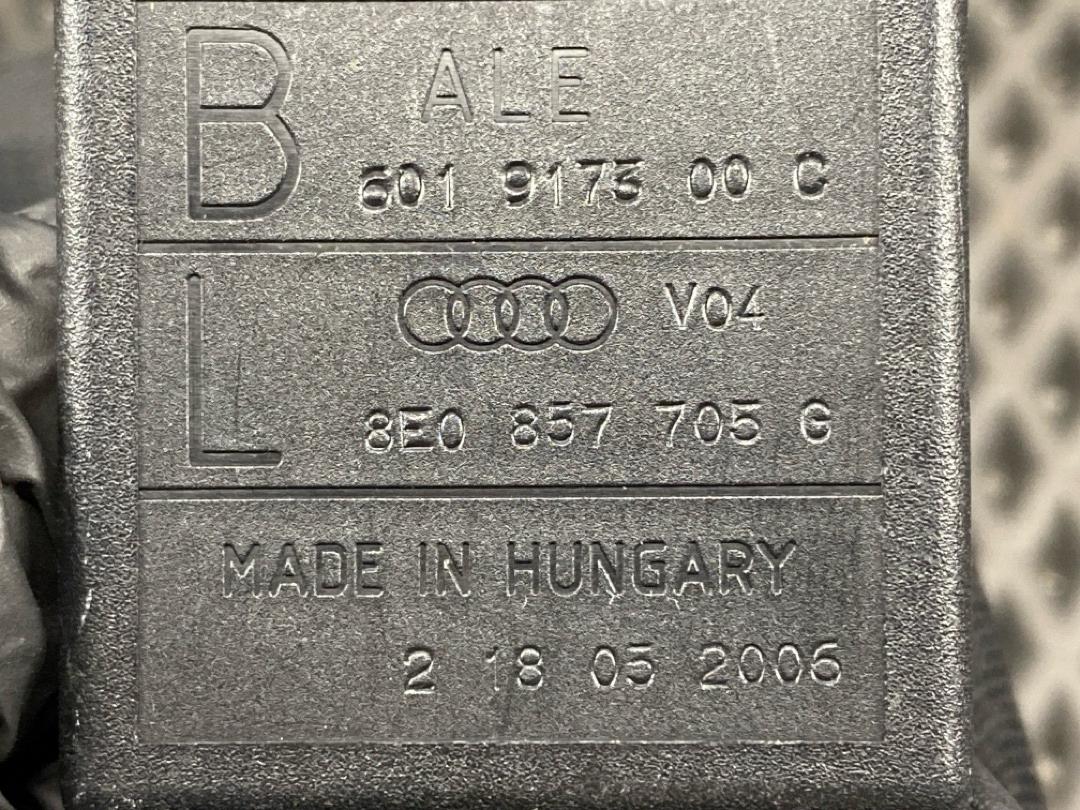 B ALE
601 9173 00 C
L V04
8E0 857 705 G
MADE IN HUNGARY
2 18 05 2006